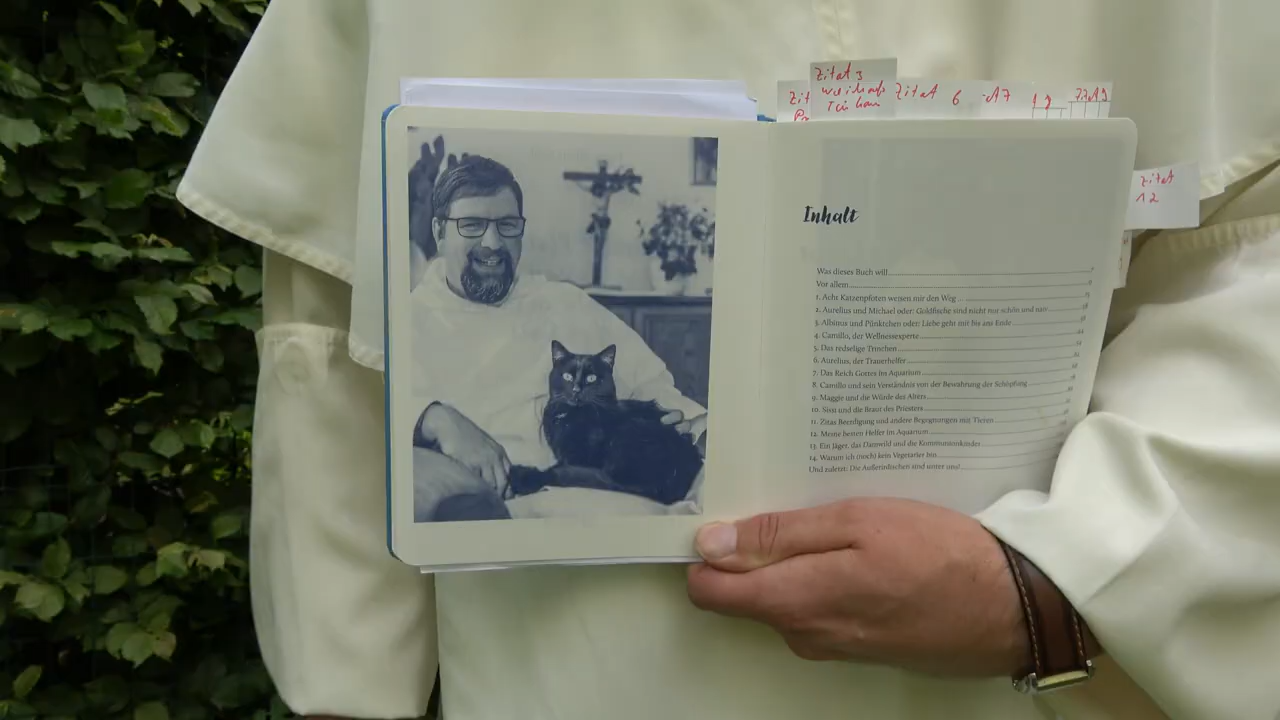 Zitat 3
Weihrauch
Zitat 6
Zitat
12
Inhalt
Was dieses Buch will
Vor allem
1. Acht Katzenpfoten weisen mir den Weg
2. Aurelius und Michael oder: Goldfische sind nicht nur schön und nass
3. Albinus und Pünktchen oder: Liebe geht mit bis ans Ende
4. Camillo, der Wellnessexperte
5. Das redselige Trinchen
6. Aurelius, der Trauerhelfer
7. Das Reich Gottes im Aquarium
8. Camillo und sein Verständnis von der Bewahrung der Schöpfung
9. Maggie und die Würde des Alters
10. Sissi und die Braut des Priesters
11. Zitas Beerdigung und andere Begegnungen mit Tieren
12. Meine besten Helfer im Aquarium
13. Ein Jäger, das Damwild und die Kommunionkinder
14. Warum ich (noch) kein Vegetarier bin
Und zuletzt: Die Außerirdischen sind unter uns!